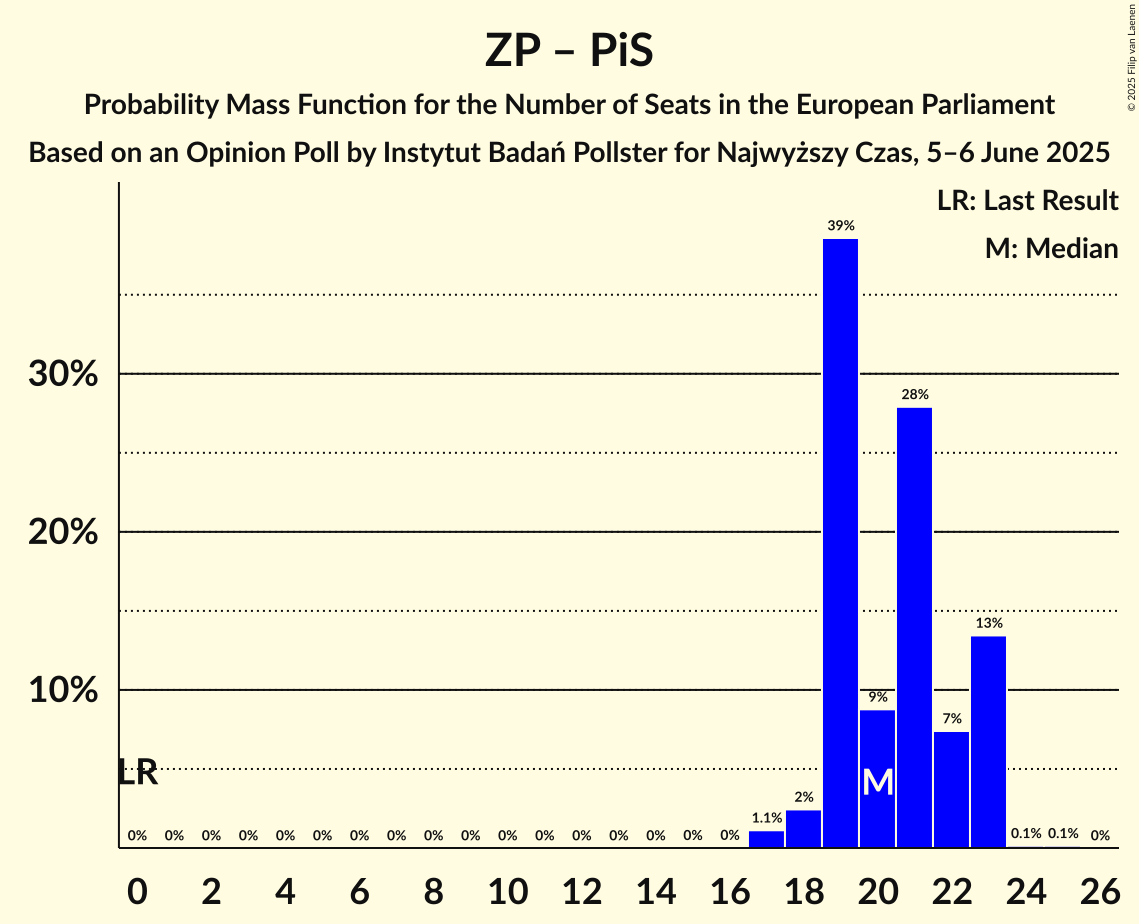 ZP – PiS
Probability Mass Function for the Number of Seats in the European Parliament
Based on an Opinion Poll by Instytut Badań Pollster for Najwyższy Czas, 5–6 June 2025
© 2025 Filip van Laenen
LR: Last Result
M: Median
39%
28%
30%
20%
13%
10%
9%
7%
LR
M
2%
1.1%
0% 0% 0% 0% 0% 0% 0% 0% 0% 0% 0% 0% 0% 0% 0% 0% 0% 0.1% 0.1% 0%
0 2 4 6 8 10 12 14 16 18 20 22 24 26